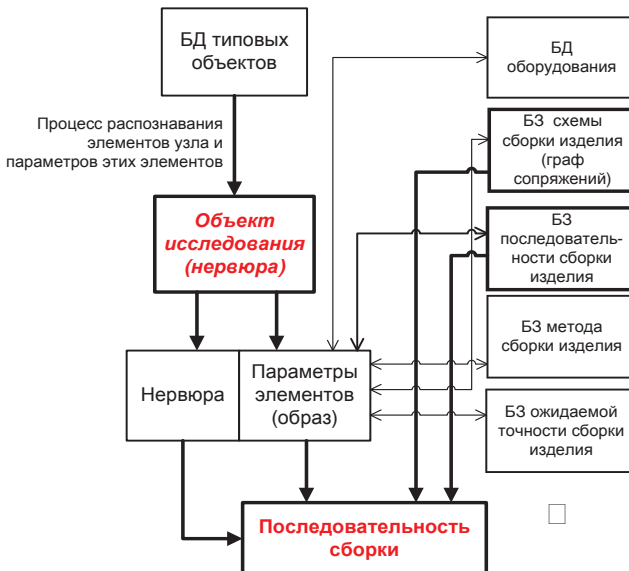 БД типовых
объектов
БД
оборудования
Процесс распознавания
элементов узла и
параметров этих элементов
БЗ схемы
сборки изделия
(граф
сопряжений)
Объект
исследования
(нервюра)
БЗ
последователь-
ности сборки
изделия
БЗ метода
сборки изделия
Нервюра
Параметры
элементов
(образ)
БЗ ожидаемой
точности сборки
изделия
Последовательность
сборки